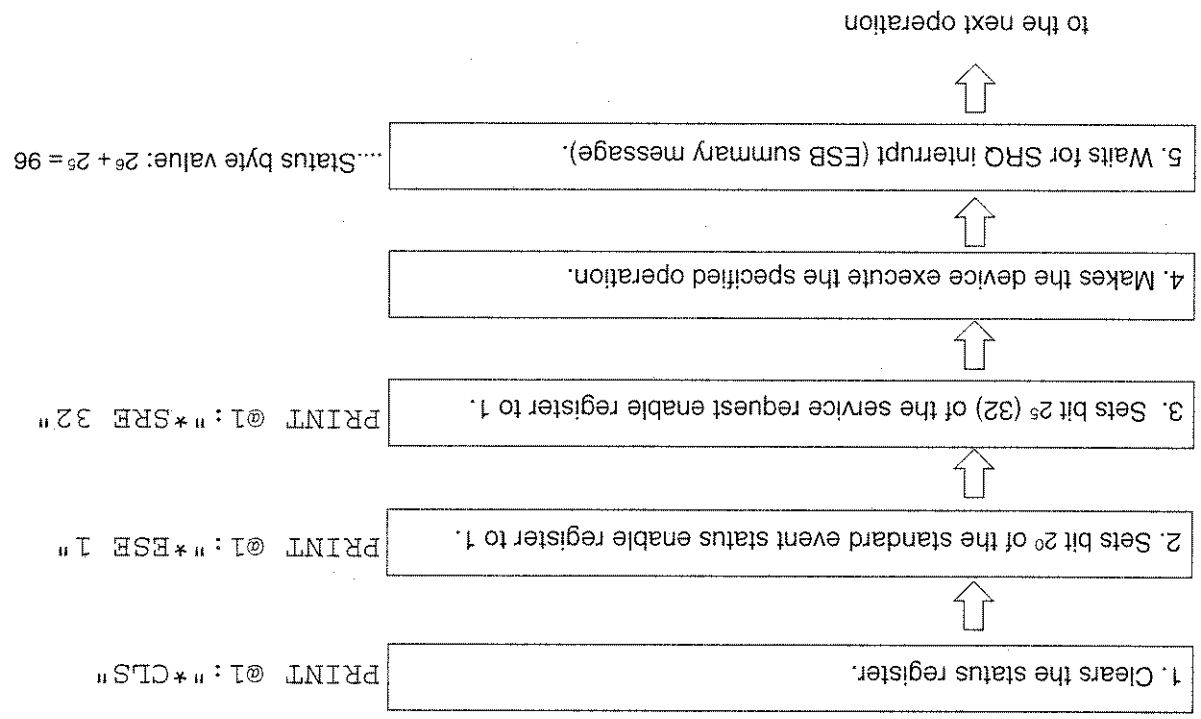 1. Clears the status register. PRINT @1:"*CLS"
2. Sets bit 2⁰ of the standard event status enable register to 1. PRINT @1:"*ESE 1"
3. Sets bit 2⁵ (32) of the service request enable register to 1. PRINT @1:"*SRE 32"
4. Makes the device execute the specified operation.
5. Waits for SRQ interrupt (ESB summary message). ....Status byte value: 2⁶ + 2⁵ = 96
to the next operation